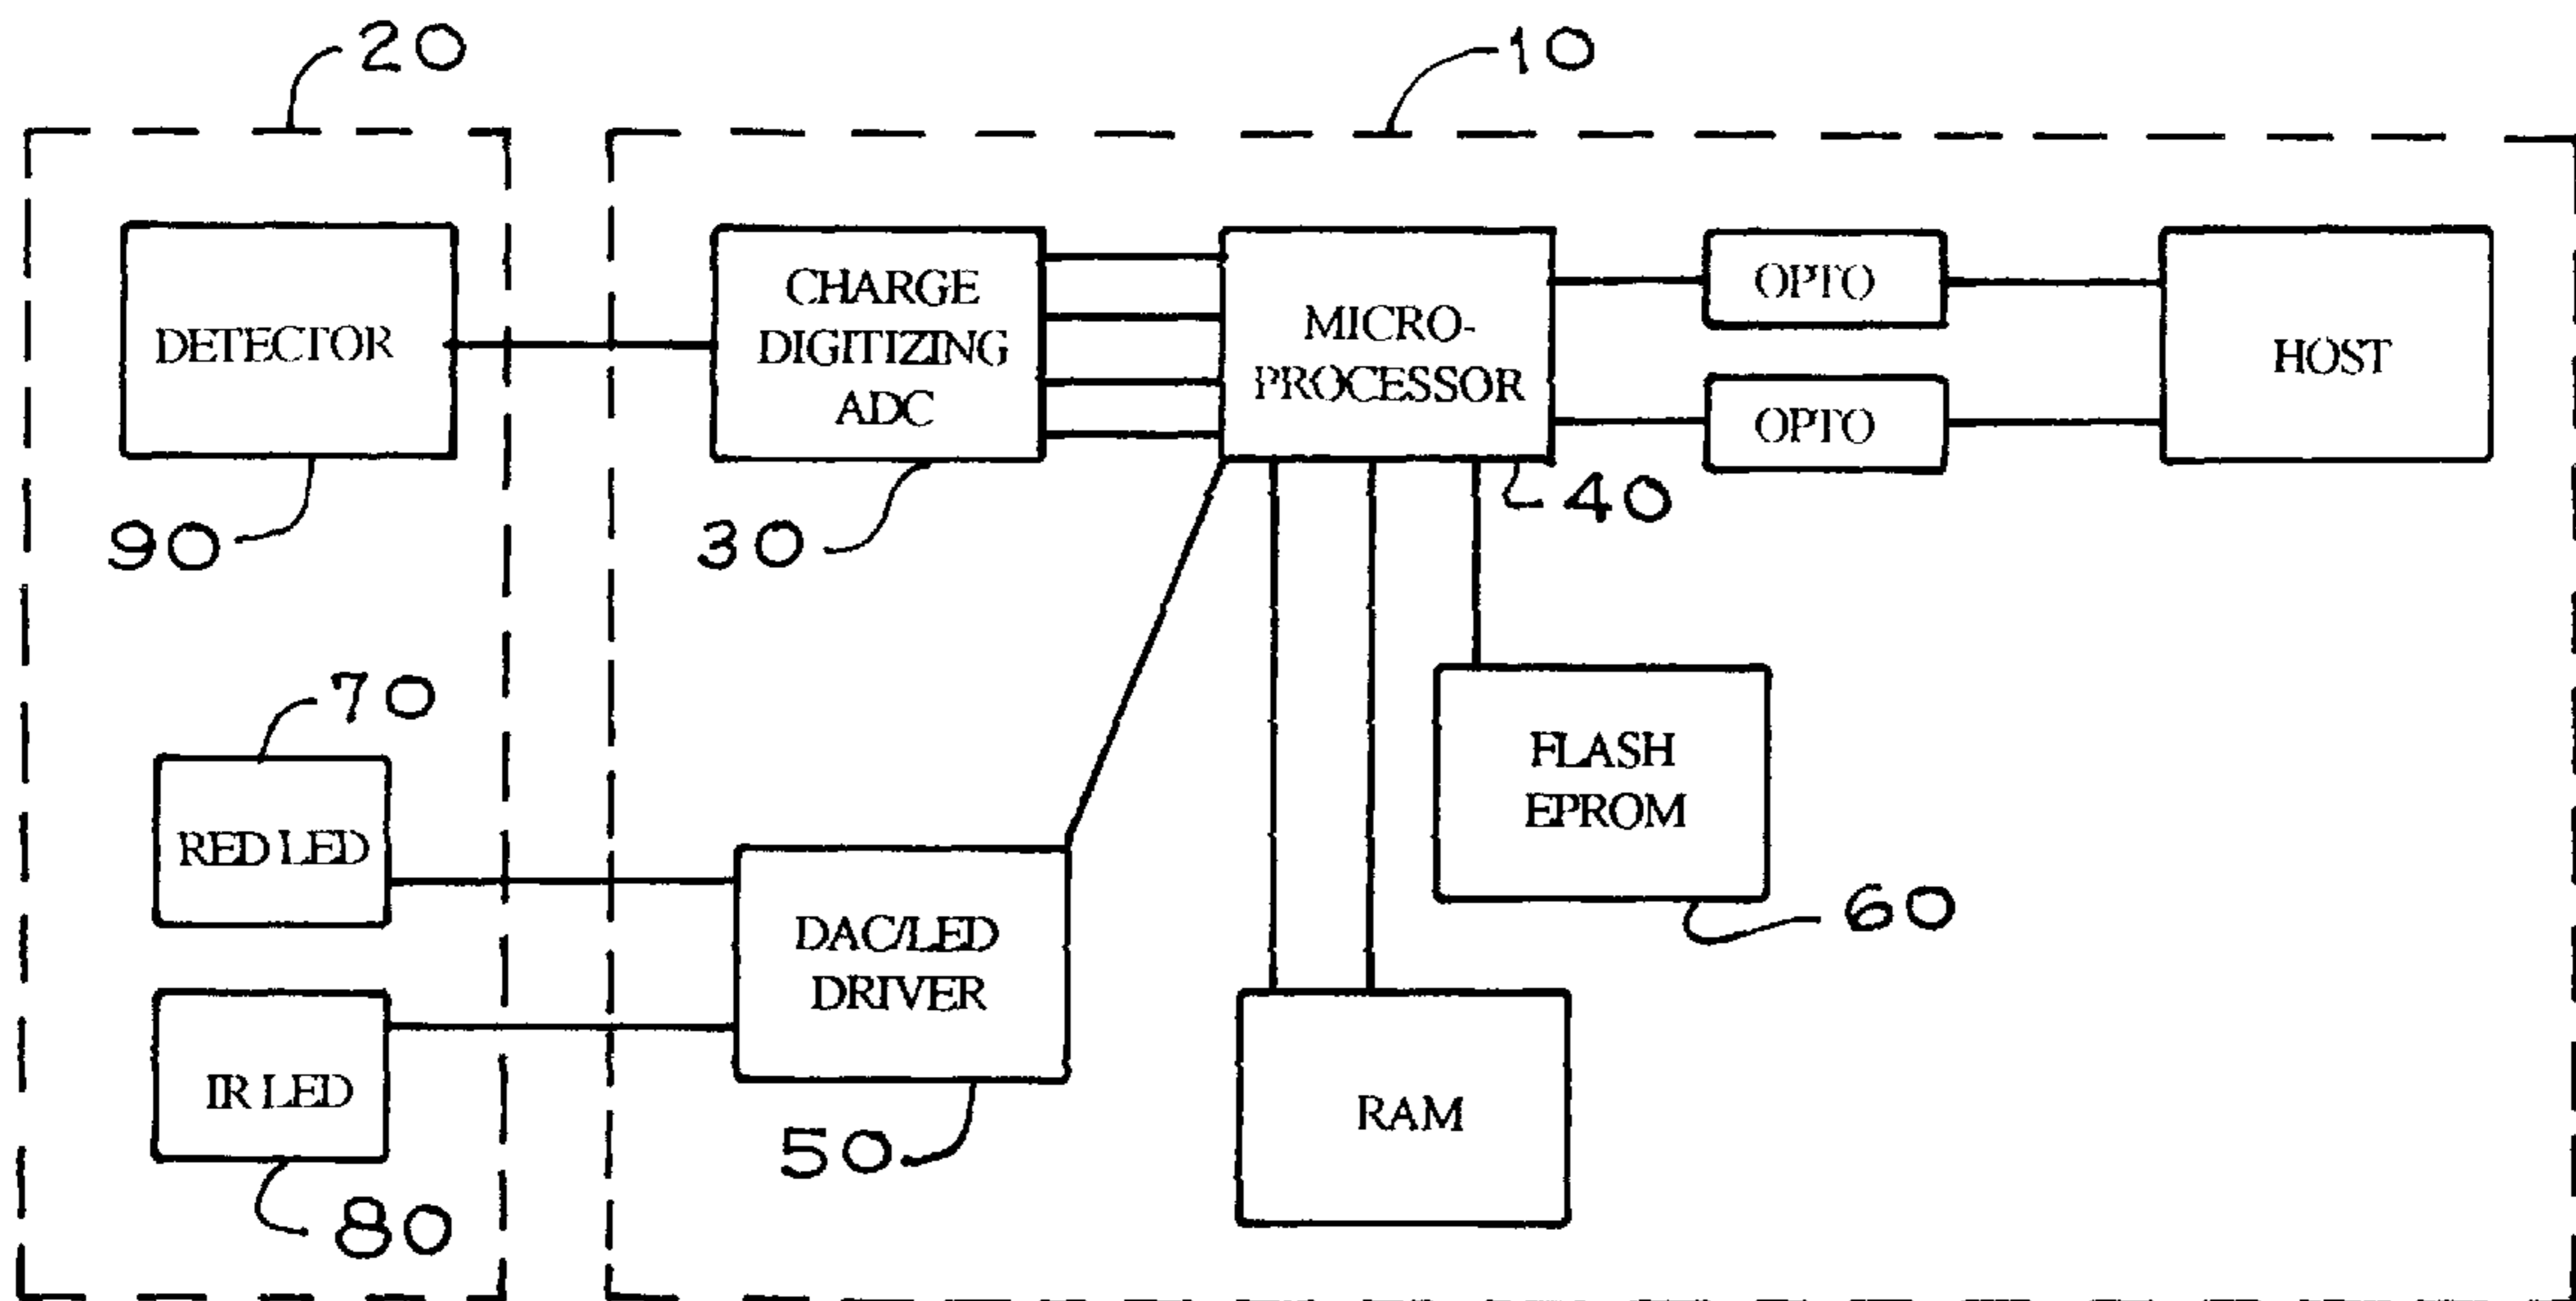 20
10
DETECTOR
CHARGE
DIGITIZING
ADC
MICRO-
PROCESSOR
OPTO
OPTO
HOST
90
30
40
70
RED LED
FLASH
EPROM
60
DAC/LED
DRIVER
IR LED
50
80
RAM